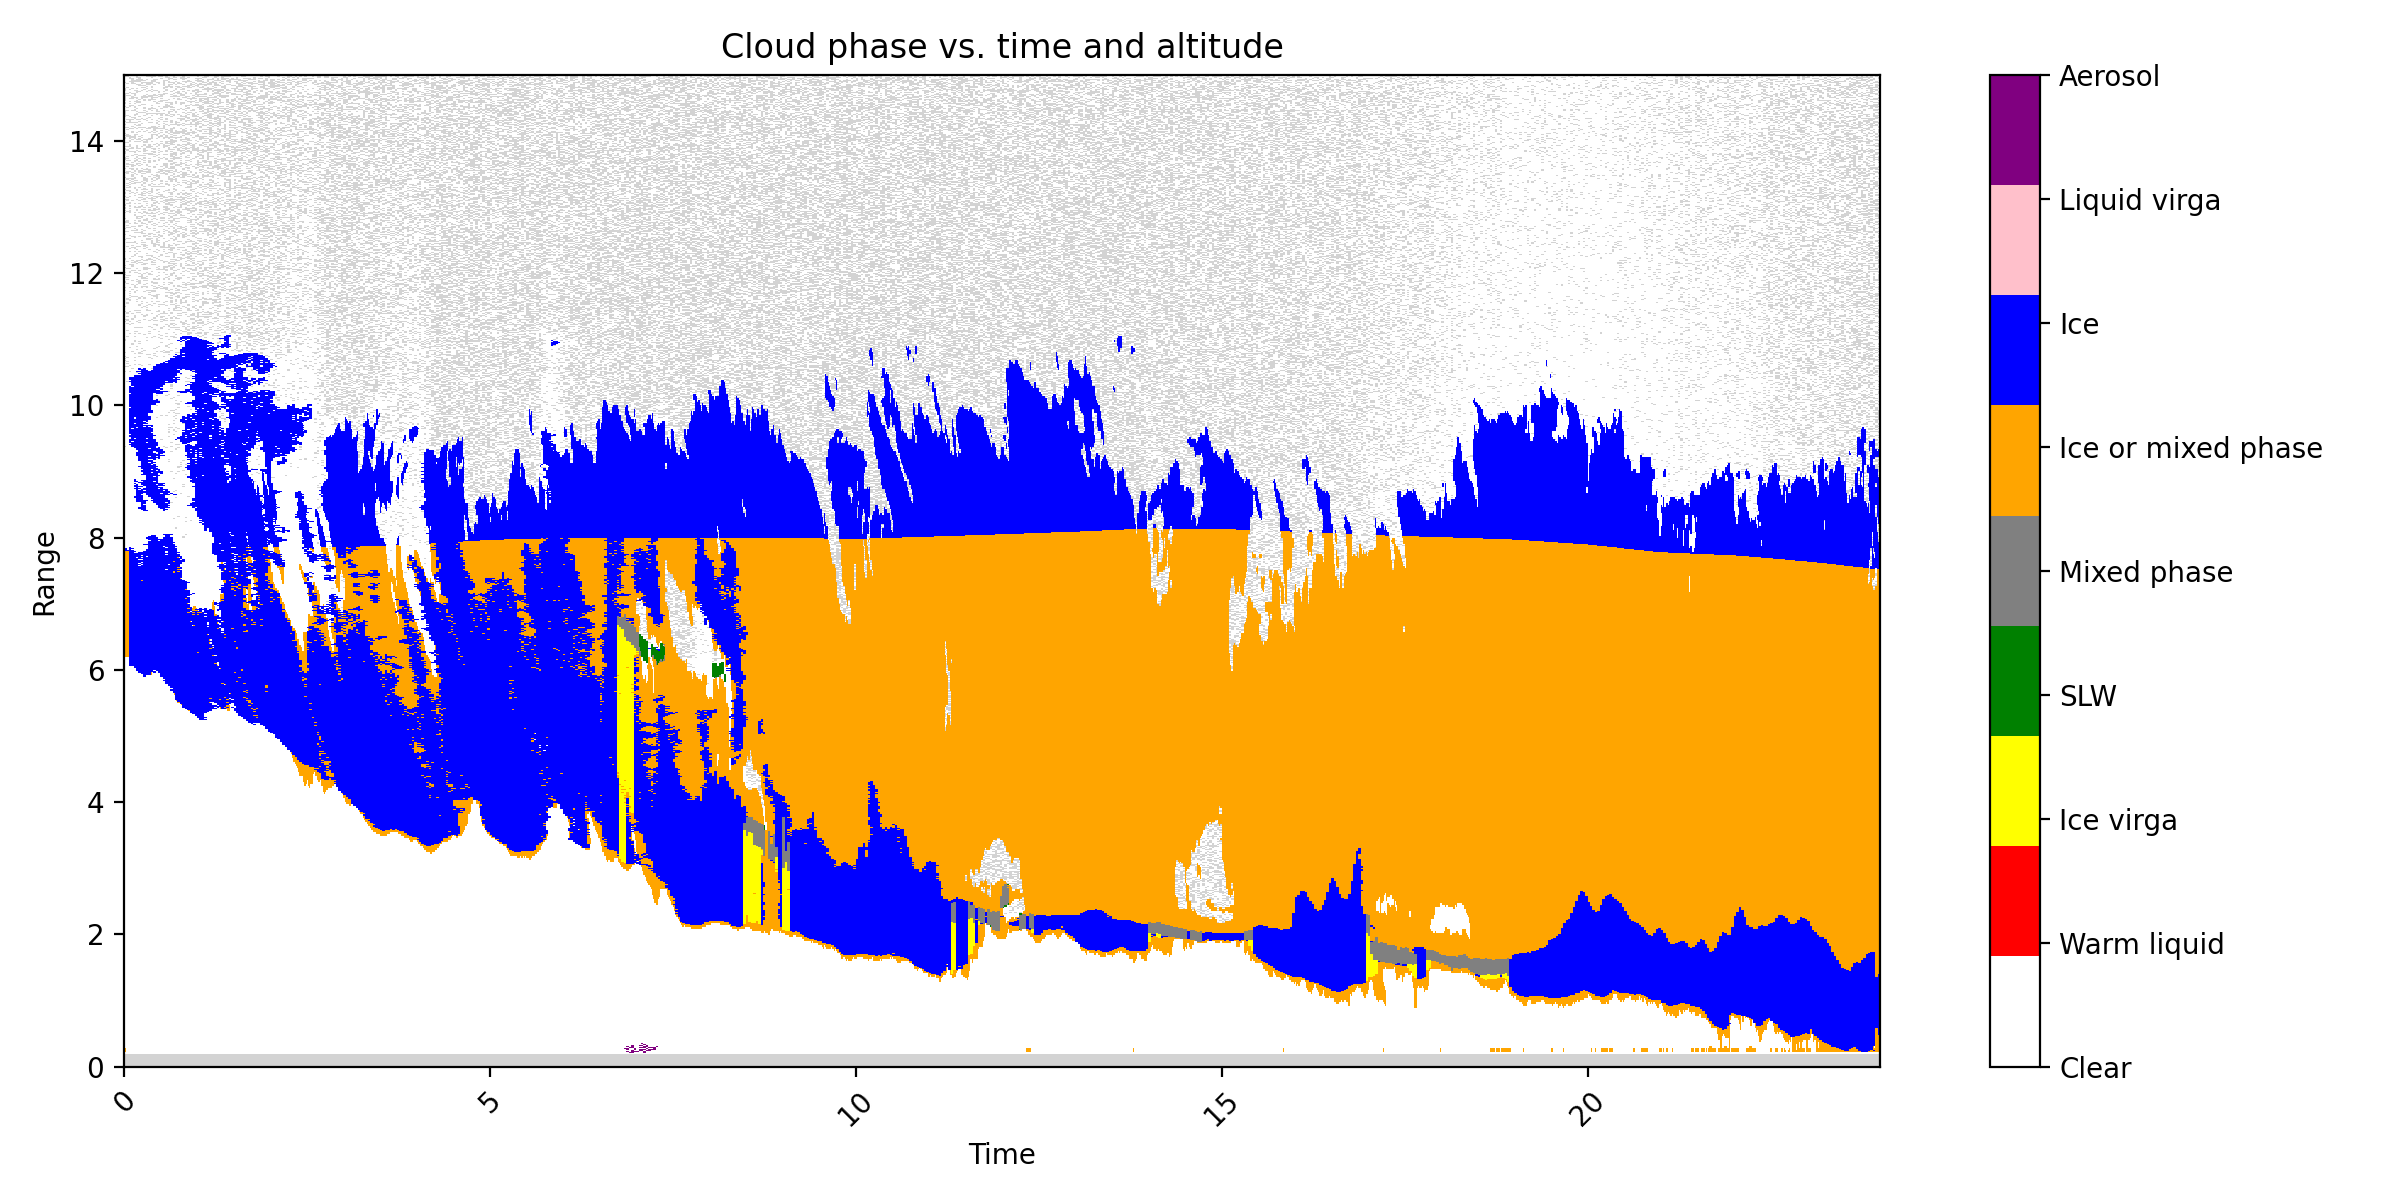 Cloud phase vs. time and altitude
Range
14
12
10
8
6
4
2
0
0
5
10
15
20
Time
Aerosol
Liquid virga
Ice
Ice or mixed phase
Mixed phase
SLW
Ice virga
Warm liquid
Clear